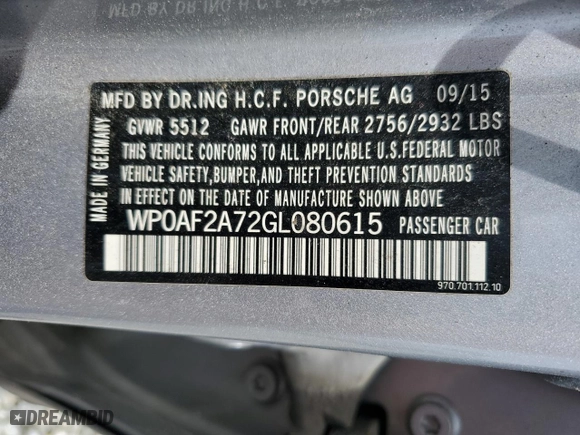 MFD BY DR.ING H.C.F. PORSCHE AG 09/15
GVWR 5512 GAWR FRONT/REAR 2756/2932 LBS
THIS VEHICLE CONFORMS TO ALL APPLICABLE U.S.FEDERAL MOTOR
VEHICLE SAFETY,BUMPER,AND THEFT PREVENTION STANDARDS
IN EFFECT ON THE DATE OF MANUFACTURE SHOWN ABOVE
WP0AF2A72GL080615 PASSENGER CAR
MADE IN GERMANY
970.701.112.10
DREAMBID